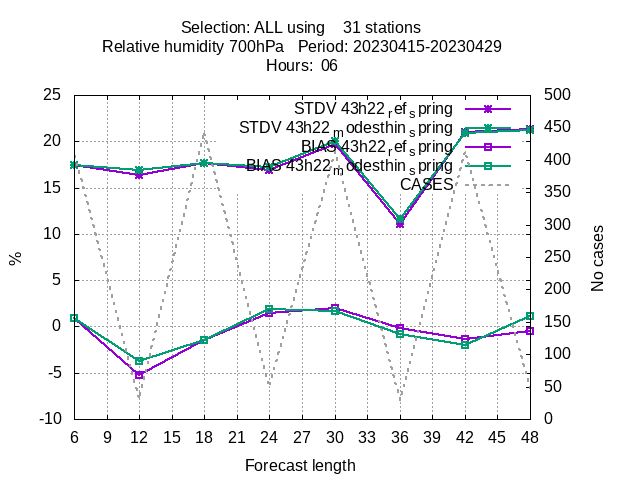 Selection: ALL using 31 stations
Relative humidity 700hPa Period: 20230415-20230429
Hours: 06
STDV 43h22_ref_spring
STDV 43h22_modesthin_spring
BIAS 43h22_ref_spring
BIAS 43h22_modesthin_spring
CASES
25
20
15
10
5
0
-5
-10
%
500
450
400
350
300
250
200
150
100
50
0
No cases
6 9 12 15 18 21 24 27 30 33 36 39 42 45 48
Forecast length